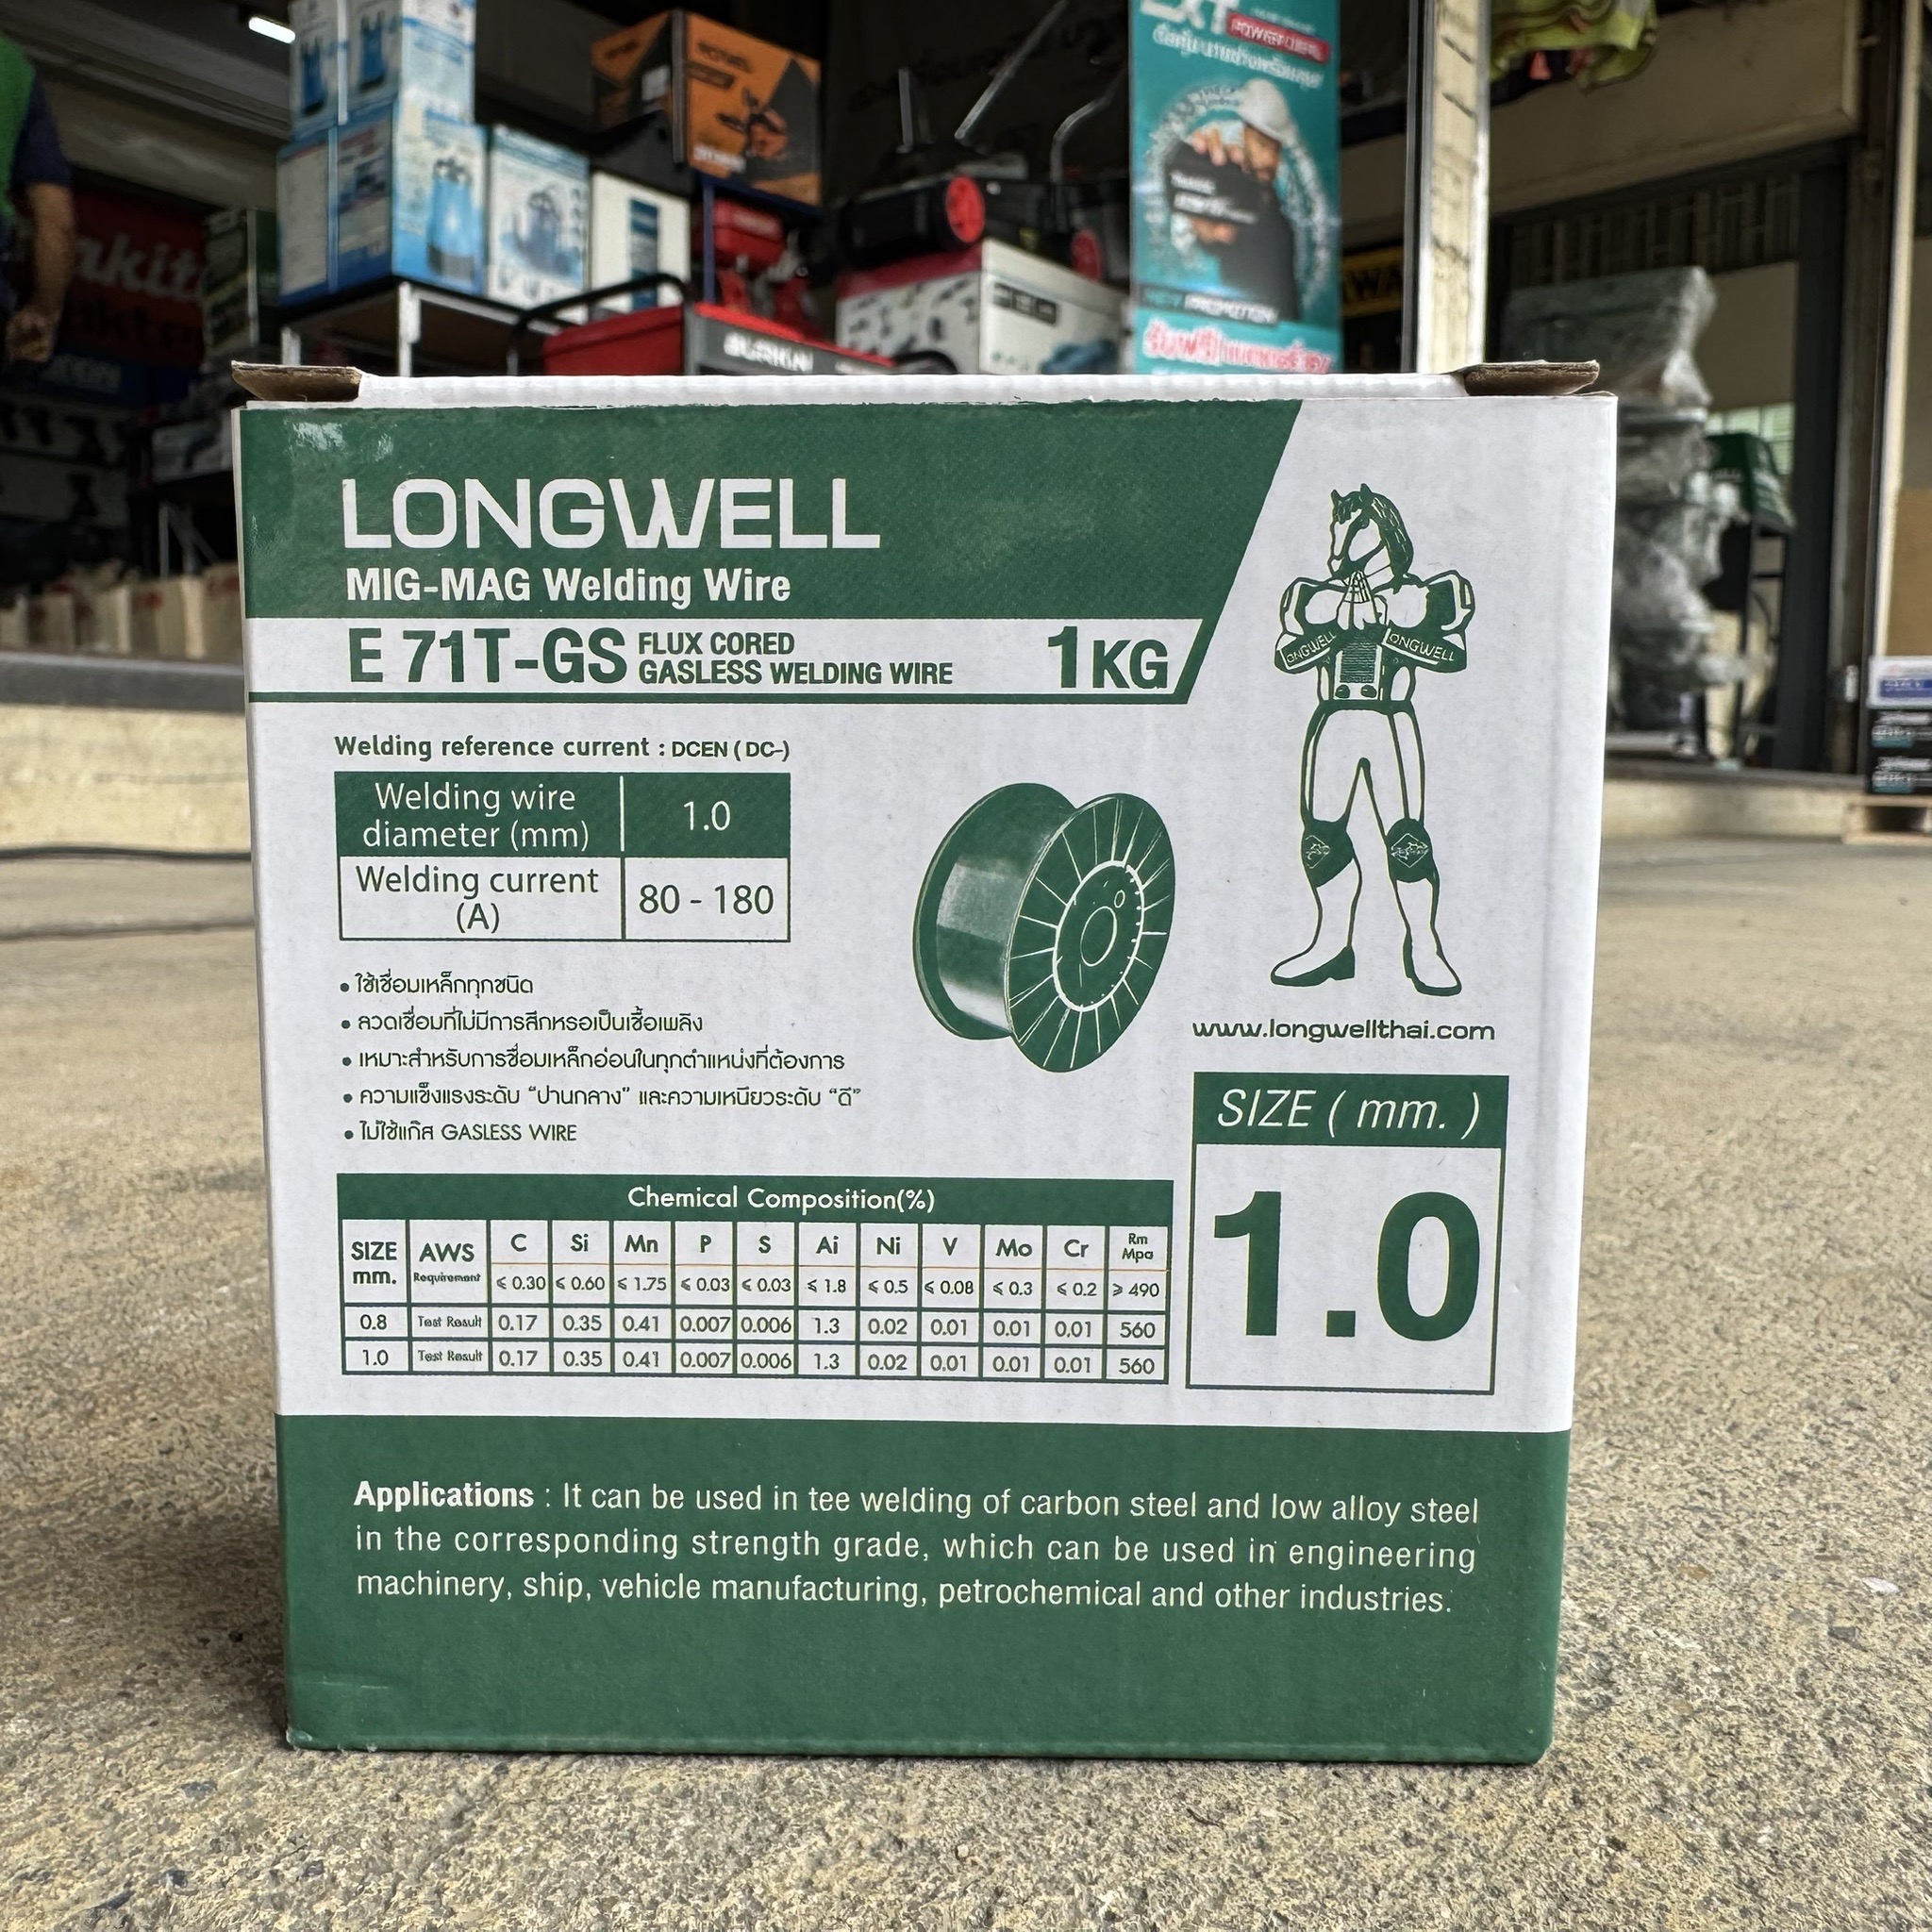 POWER DEAL
NEW PROMOTION
BURKIN
LONGWELL
MIG-MAG Welding Wire
E 71T-GS FLUX CORED
GASLESS WELDING WIRE
1KG
LONGWELL LONGWELL
Welding reference current : DCEN ( DC-)
Welding wire diameter (mm) 1.0
Welding current (A) 80 - 180
• ใช้เชื่อมเหล็กทุกชนิด
• ลวดเชื่อมที่ไม่มีการสึกหรอเป็นเชื้อเพลิง
• เหมาะสำหรับการชื่อมเหล็กอ่อนในทุกตำแหน่งที่ต้องการ
• ความแข็งแรงระดับ “ปานกลาง” และความเหนียวระดับ “ดี”
• ไม่ใช้แก๊ส GASLESS WIRE
www.longwellthai.com
SIZE ( mm. )
1.0
Chemical Composition(%)
SIZE mm. AWS Requirement C Si Mn P S Ai Ni V Mo Cr Rm Mpa
≤ 0.30 ≤ 0.60 ≤ 1.75 ≤ 0.03 ≤ 0.03 ≤ 1.8 ≤ 0.5 ≤ 0.08 ≤ 0.3 ≤ 0.2 ≥ 490
0.8 Test Result 0.17 0.35 0.41 0.007 0.006 1.3 0.02 0.01 0.01 0.01 560
1.0 Test Result 0.17 0.35 0.41 0.007 0.006 1.3 0.02 0.01 0.01 0.01 560
Applications : It can be used in tee welding of carbon steel and low alloy steel
in the corresponding strength grade, which can be used in engineering
machinery, ship, vehicle manufacturing, petrochemical and other industries.